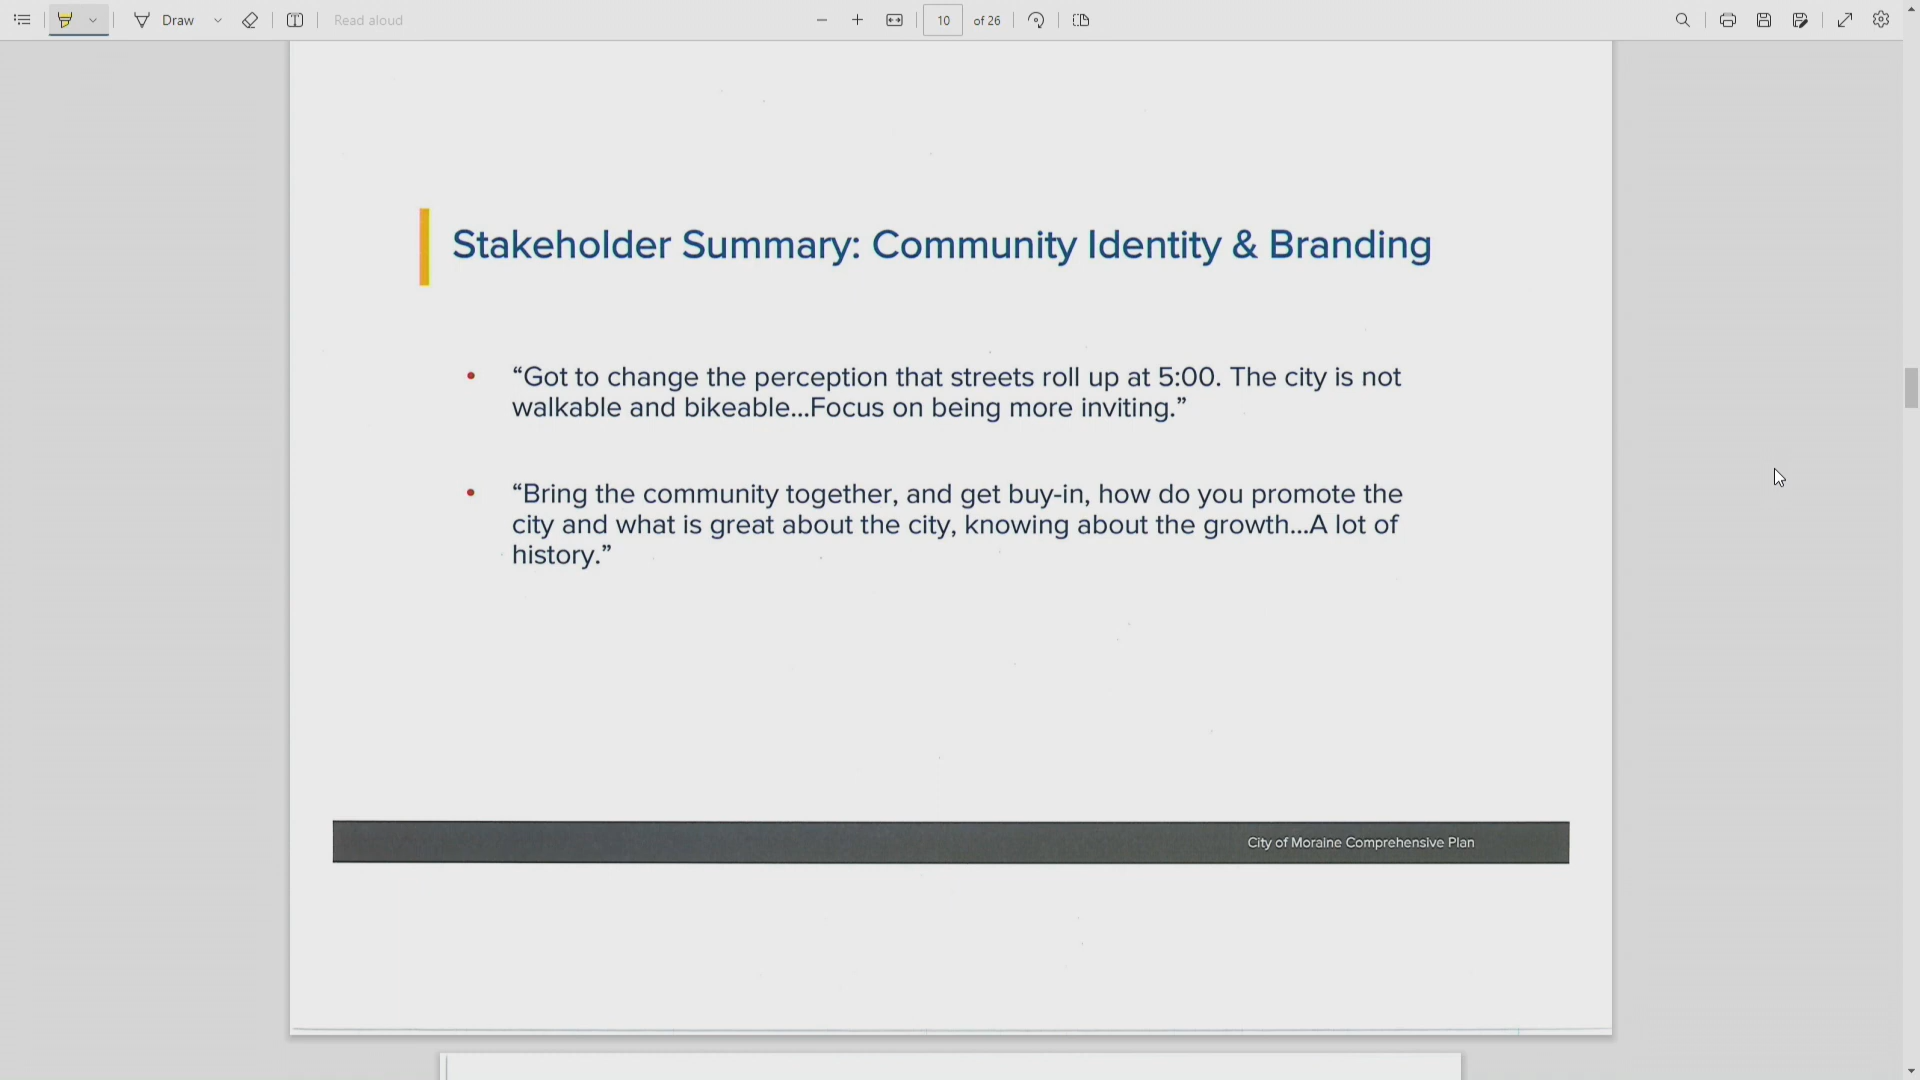 Draw
Read aloud
10 of 26
Stakeholder Summary: Community Identity & Branding
• “Got to change the perception that streets roll up at 5:00. The city is not
walkable and bikeable...Focus on being more inviting.”
• “Bring the community together, and get buy-in, how do you promote the
city and what is great about the city, knowing about the growth...A lot of
history.”
City of Moraine Comprehensive Plan